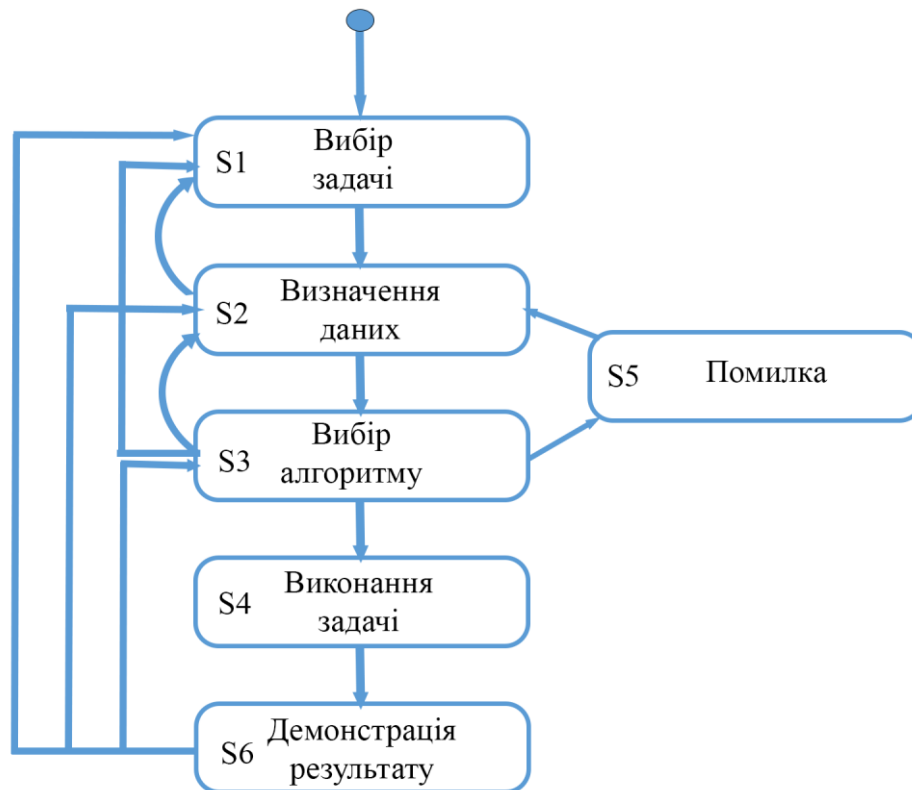 S1
Вибір
задачі
S2
Визначення
даних
S5
Помилка
S3
Вибір
алгоритму
S4
Виконання
задачі
S6
Демонстрація
результату